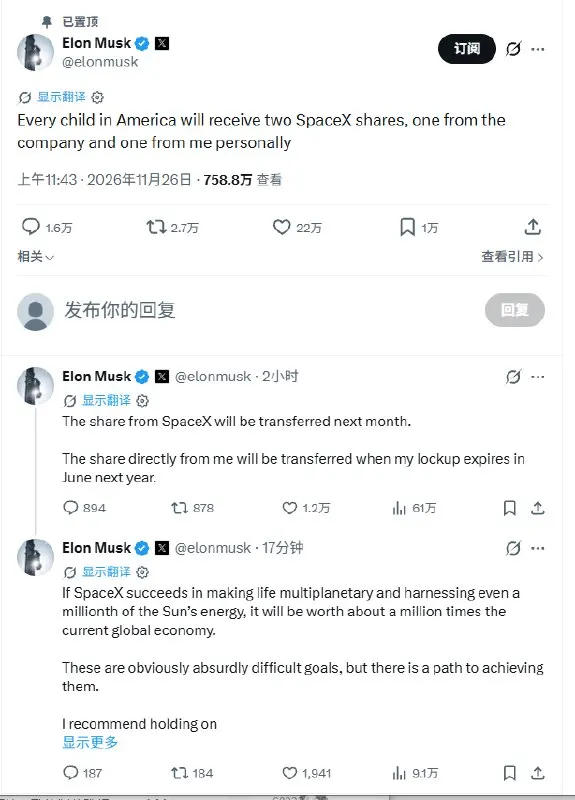 已置顶
Elon Musk
订阅
@elonmusk
显示翻译
Every child in America will receive two SpaceX shares, one from the
company and one from me personally
上午11:43 · 2026年11月26日 · 758.8万 查看
1.6万 2.7万 22万 1万
相关
查看引用
发布你的回复
回复
Elon Musk @elonmusk · 2小时
显示翻译
The share from SpaceX will be transferred next month.
The share directly from me will be transferred when my lockup expires in
June next year.
894 878 1.2万 61万
Elon Musk @elonmusk · 17分钟
显示翻译
If SpaceX succeeds in making life multiplanetary and harnessing even a
millionth of the Sun's energy, it will be worth about a million times the
current global economy.
These are obviously absurdly difficult goals, but there is a path to achieving
them.
I recommend holding on
显示更多
187 184 1,941 9.1万